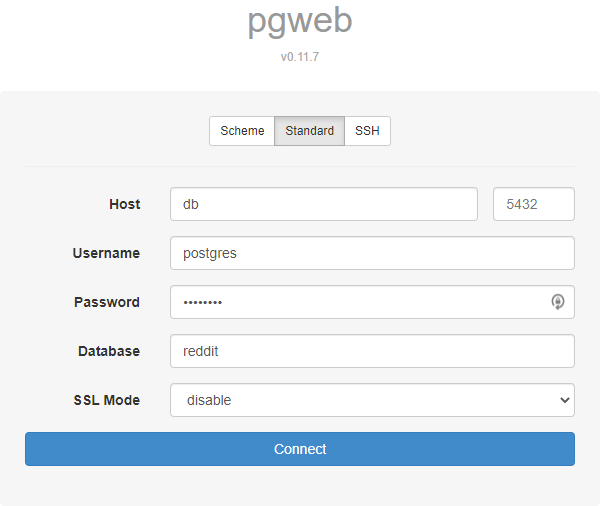 pgweb
v0.11.7
Scheme Standard SSH
Host db 5432
Username postgres
Password ••••••••
Database reddit
SSL Mode disable
Connect